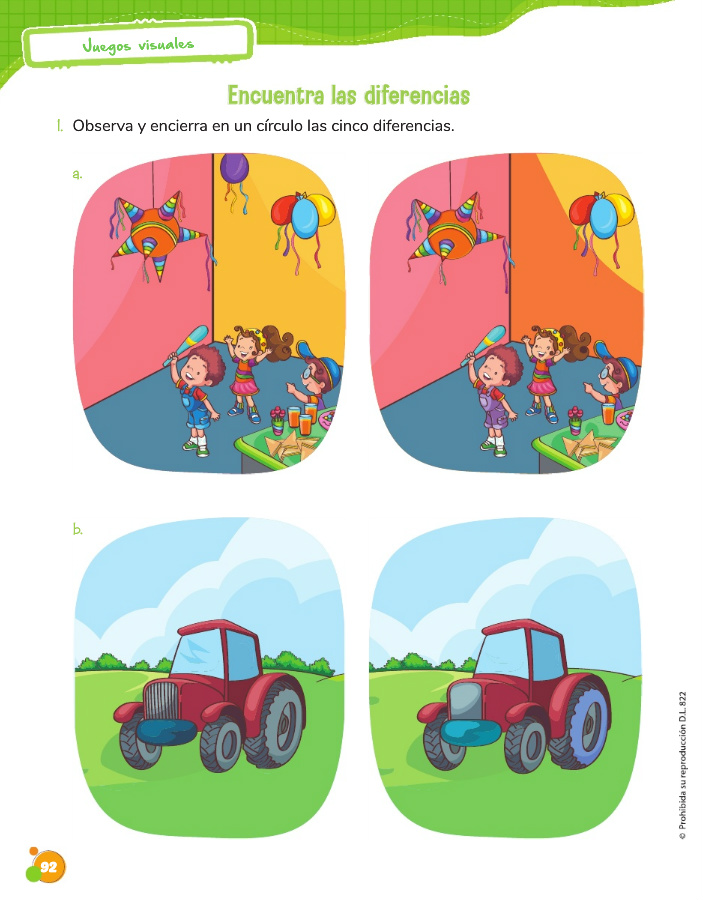 Juegos visuales
Encuentra las diferencias
1. Observa y encierra en un círculo las cinco diferencias.
a.
b.
© Prohibida su reproducción D.L. 822
92